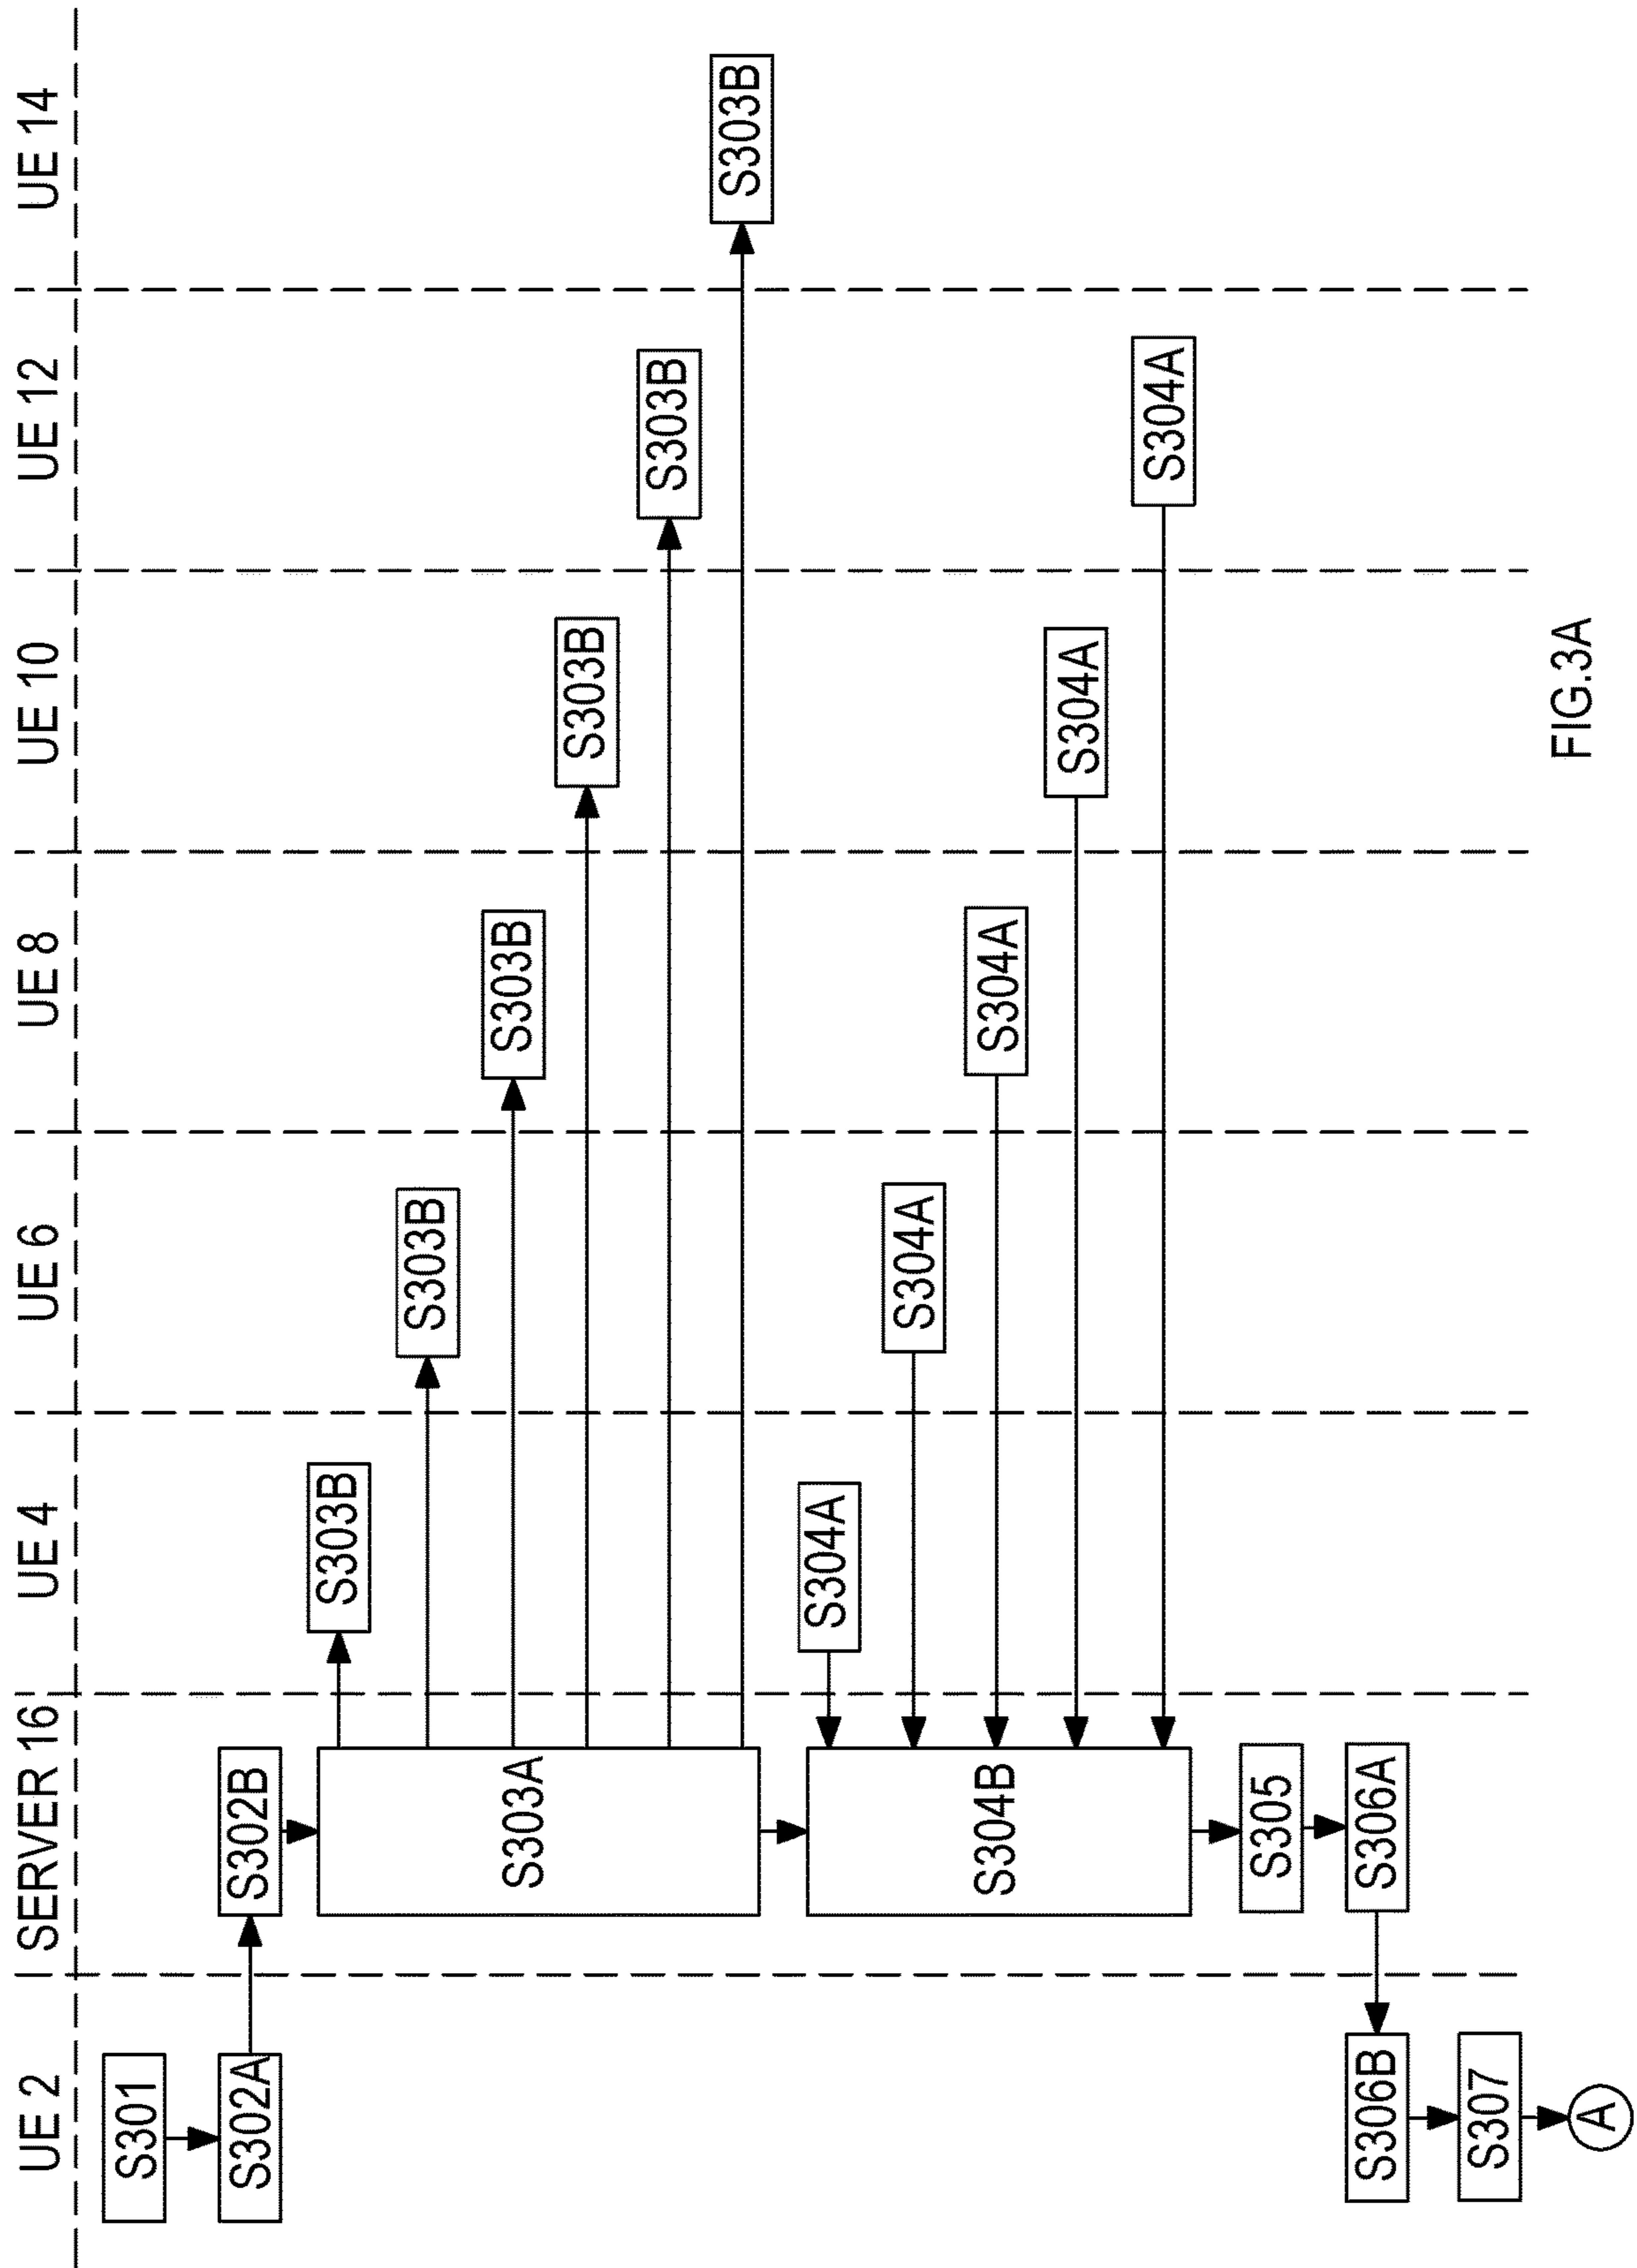 UE 2
SERVER 16
UE 4
UE 6
UE 8
UE 10
UE 12
UE 14
S301
S302A
S302B
S303A
S303B
S303B
S303B
S303B
S303B
S303B
S304A
S304A
S304A
S304A
S304A
S304B
S305
S306A
S306B
S307
A
FIG.3A